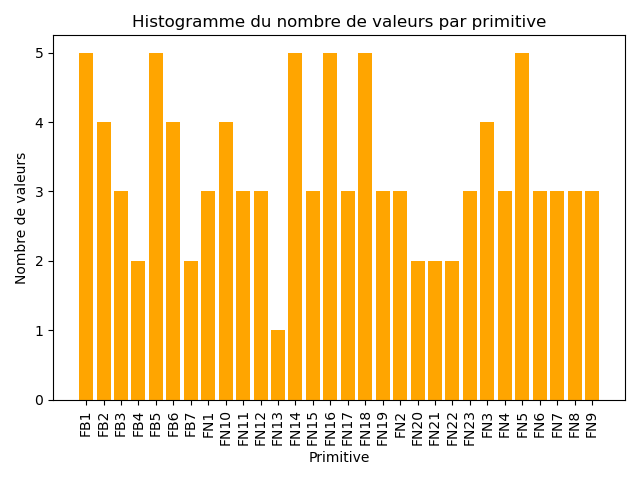 Histogramme du nombre de valeurs par primitive
Nombre de valeurs
5
4
3
2
1
0
FB1 FB2 FB3 FB4 FB5 FB6 FB7 FN1 FN10 FN11 FN12 FN13 FN14 FN15 FN16 FN17 FN18 FN19 FN2 FN20 FN21 FN22 FN23 FN3 FN4 FN5 FN6 FN7 FN8 FN9
Primitive